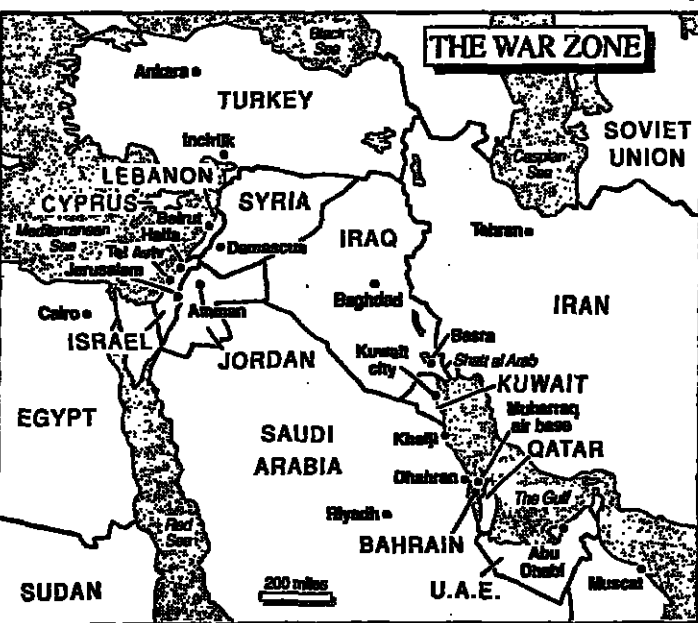 THE WAR ZONE
Black
Sea
Ankara
TURKEY
SOVIET
UNION
Incirlik
Caspian
Sea
LEBANON
CYPRUS
SYRIA
Beirut
Mediterranean
Sea
Haifa
Tel Aviv
Damascus
IRAQ
Tehran
Jerusalem
Baghdad
IRAN
Cairo
Amman
ISRAEL
JORDAN
Basra
Shatt al Arab
Kuwait
city
KUWAIT
EGYPT
Muharraq
air base
SAUDI
ARABIA
Khafji
QATAR
Dhahran
The Gulf
Riyadh
Red
Sea
BAHRAIN
Abu
Dhabi
SUDAN
200 miles
U.A.E.
Muscat